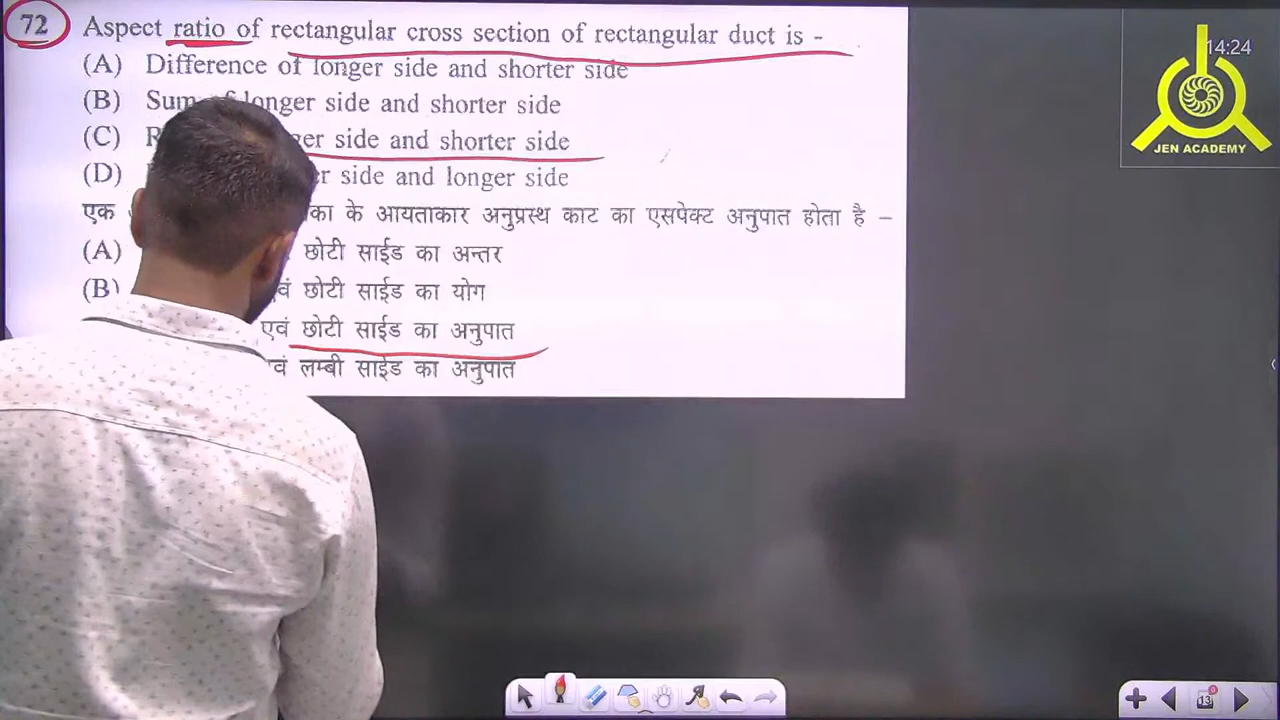 72 Aspect ratio of rectangular cross section of rectangular duct is -
(A) Difference of longer side and shorter side
(B) Sum of longer side and shorter side
(C) side and shorter side
(D) side and longer side
एक के आयताकार अनुप्रस्थ काट का एसपेक्ट अनुपात होता है –
(A) छोटी साईड का अन्तर
(B) छोटी साईड का योग
एवं छोटी साईड का अनुपात
लम्बी साईड का अनुपात
14:24
JEN ACADEMY
13